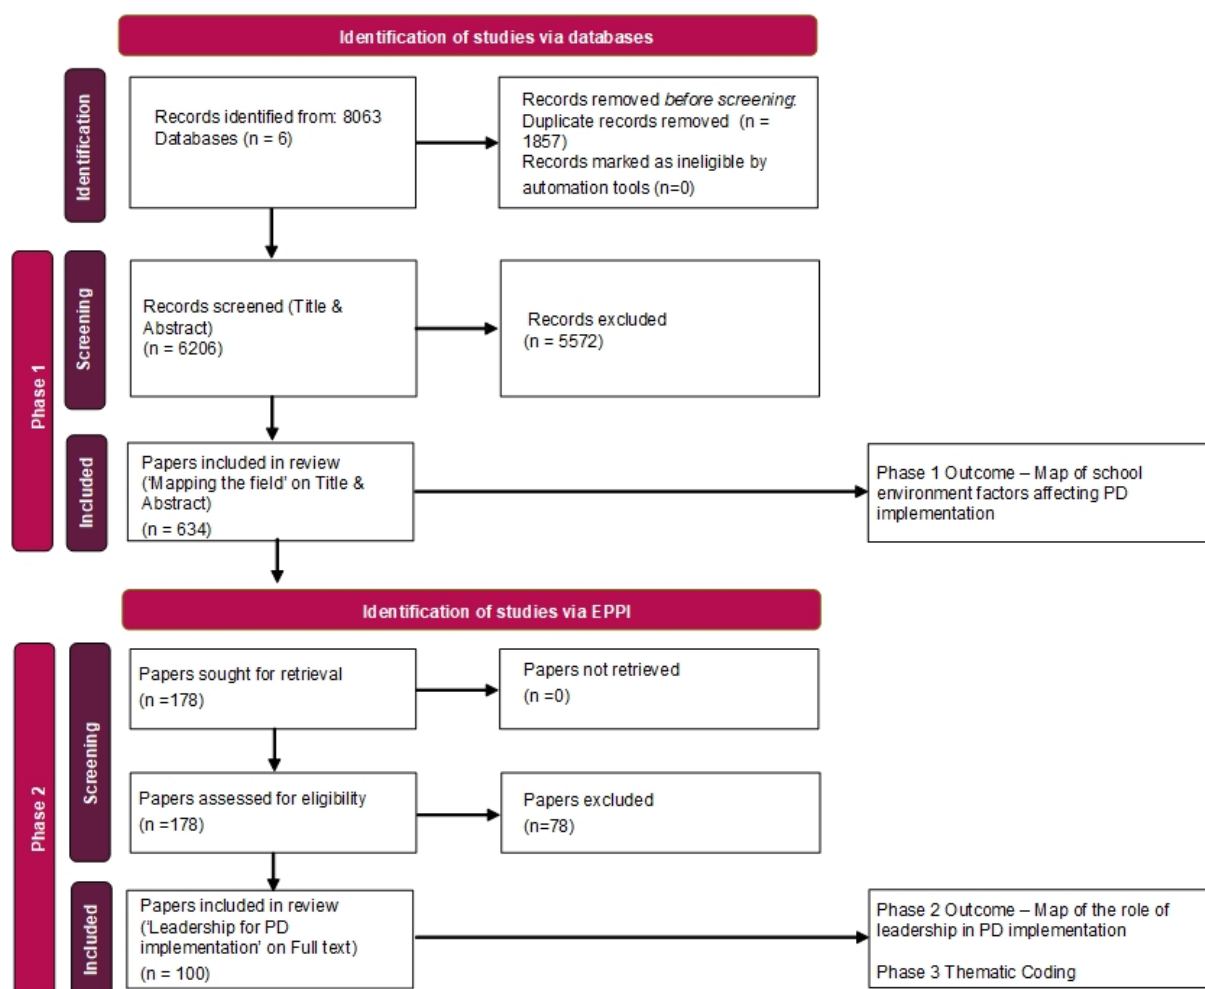 Identification of studies via databases
Identification
Records identified from: 8063
Databases (n = 6)
Records removed before screening:
Duplicate records removed (n =
1857)
Records marked as ineligible by
automation tools (n=0)
Phase 1
Screening
Records screened (Title &
Abstract)
(n = 6206)
Records excluded
(n = 5572)
Included
Papers included in review
(‘Mapping the field’ on Title &
Abstract)
(n = 634)
Phase 1 Outcome – Map of school
environment factors affecting PD
implementation
Identification of studies via EPPI
Phase 2
Screening
Papers sought for retrieval
(n =178)
Papers not retrieved
(n =0)
Papers assessed for eligibility
(n =178)
Papers excluded
(n=78)
Included
Papers included in review
(‘Leadership for PD
implementation’ on Full text)
(n = 100)
Phase 2 Outcome – Map of the role of
leadership in PD implementation
Phase 3 Thematic Coding